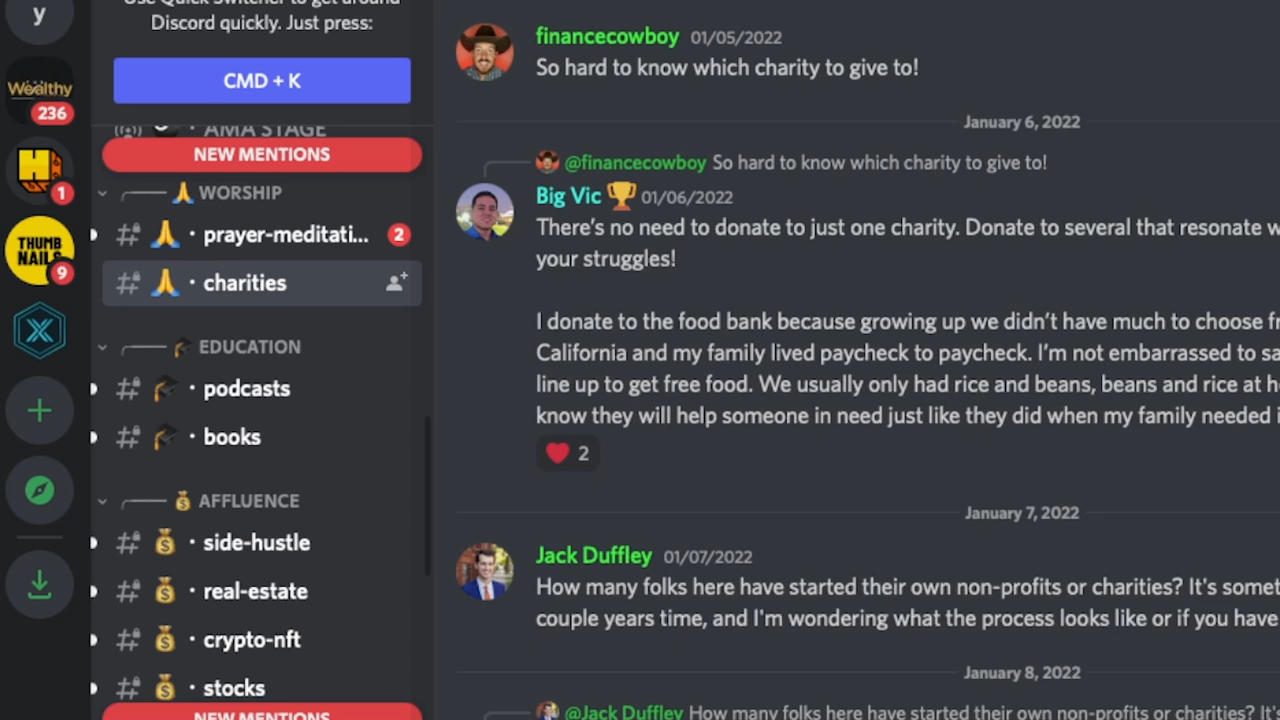 y
Use Quick Switcher to get around
Discord quickly. Just press:
CMD + K
Wealthy
236
1
THUMB
NAILS
9
AMA STAGE
NEW MENTIONS
WORSHIP
prayer-meditati...
2
charities
EDUCATION
podcasts
books
AFFLUENCE
side-hustle
real-estate
crypto-nft
stocks
NEW MENTIONS
financecowboy 01/05/2022
So hard to know which charity to give to!
January 6, 2022
@financecowboy So hard to know which charity to give to!
Big Vic 01/06/2022
There's no need to donate to just one charity. Donate to several that resonate w
your struggles!
I donate to the food bank because growing up we didn't have much to choose fr
California and my family lived paycheck to paycheck. I'm not embarrassed to sa
line up to get free food. We usually only had rice and beans, beans and rice at h
know they will help someone in need just like they did when my family needed i
2
January 7, 2022
Jack Duffley 01/07/2022
How many folks here have started their own non-profits or charities? It's somet
couple years time, and I'm wondering what the process looks like or if you have
January 8, 2022
@Jack Duffley How many folks here have started their own non-profits or charities? It's